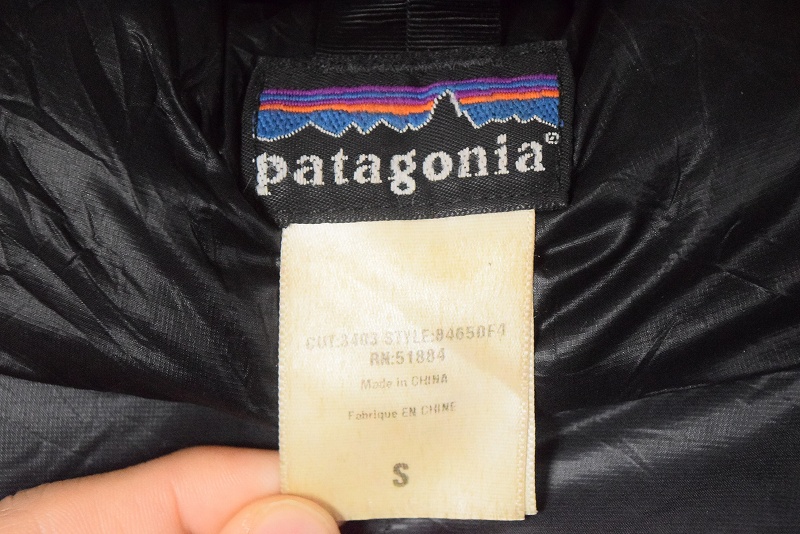 patagonia®
CUT:3403 STYLE:84650F4
RN:51884
Made in CHINA
Fabrique EN CHINE
S